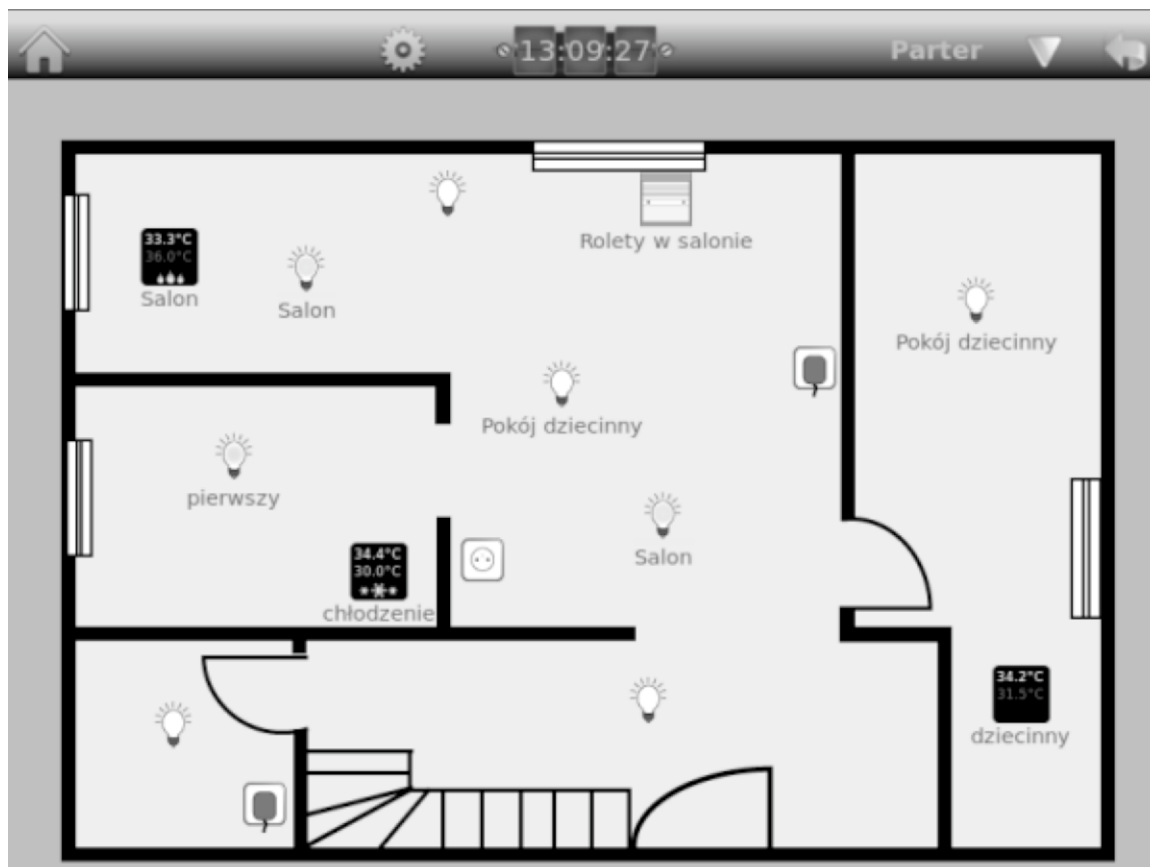 13:09:27
Parter
Rolety w salonie
33.3°C
36.0°C
Salon
Salon
Pokój dziecinny
Pokój dziecinny
pierwszy
Salon
34.4°C
30.0°C
chłodzenie
34.2°C
31.5°C
dziecinny